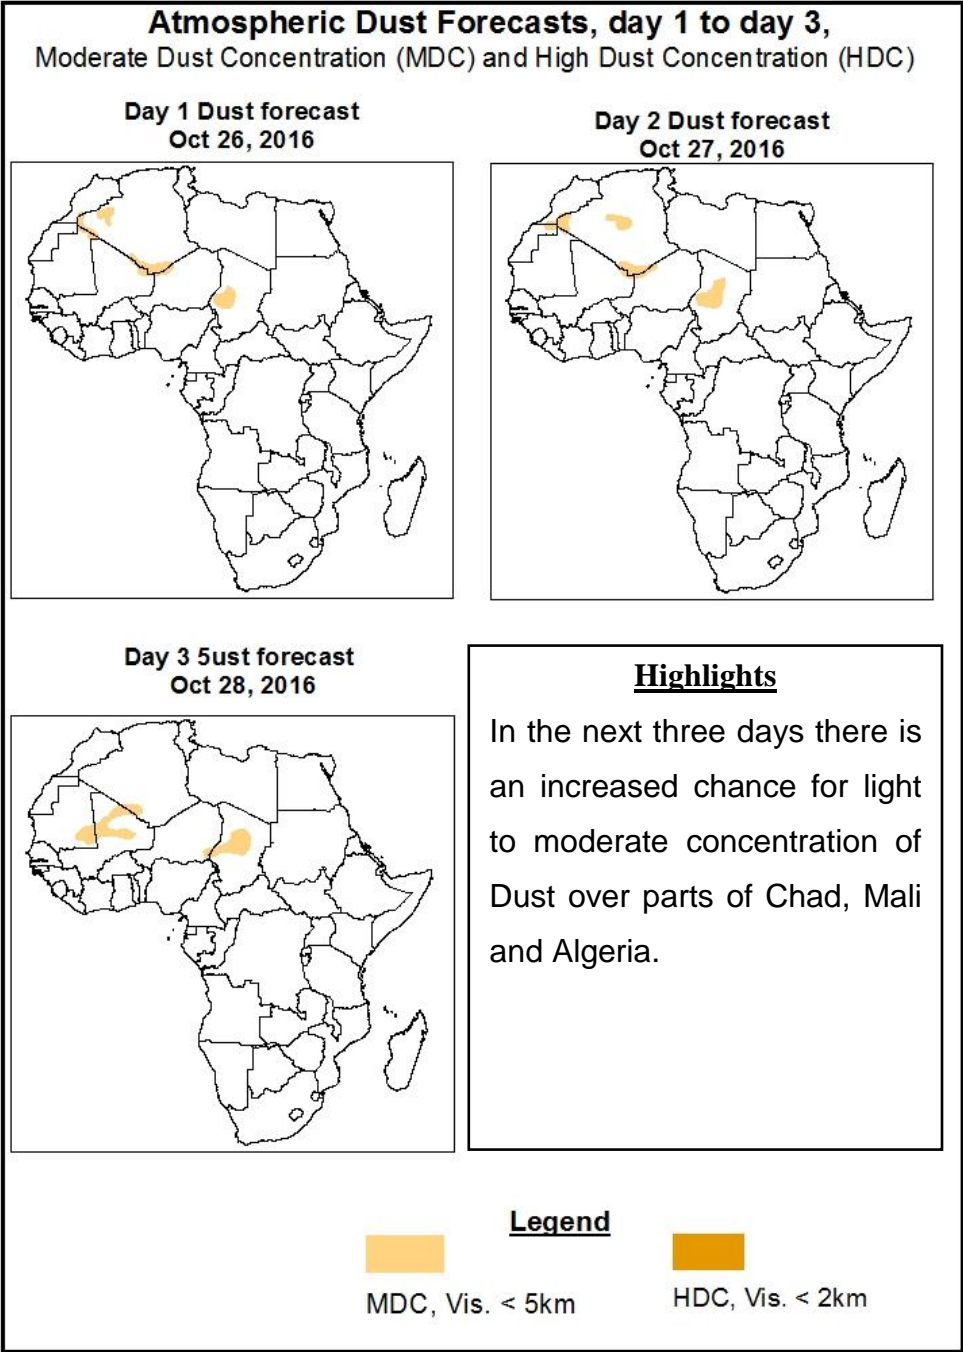 Atmospheric Dust Forecasts, day 1 to day 3,
Moderate Dust Concentration (MDC) and High Dust Concentration (HDC)
Day 1 Dust forecast
Oct 26, 2016
Day 2 Dust forecast
Oct 27, 2016
Day 3 5ust forecast
Oct 28, 2016
Highlights
In the next three days there is
an increased chance for light
to moderate concentration of
Dust over parts of Chad, Mali
and Algeria.
Legend
MDC, Vis. < 5km
HDC, Vis. < 2km